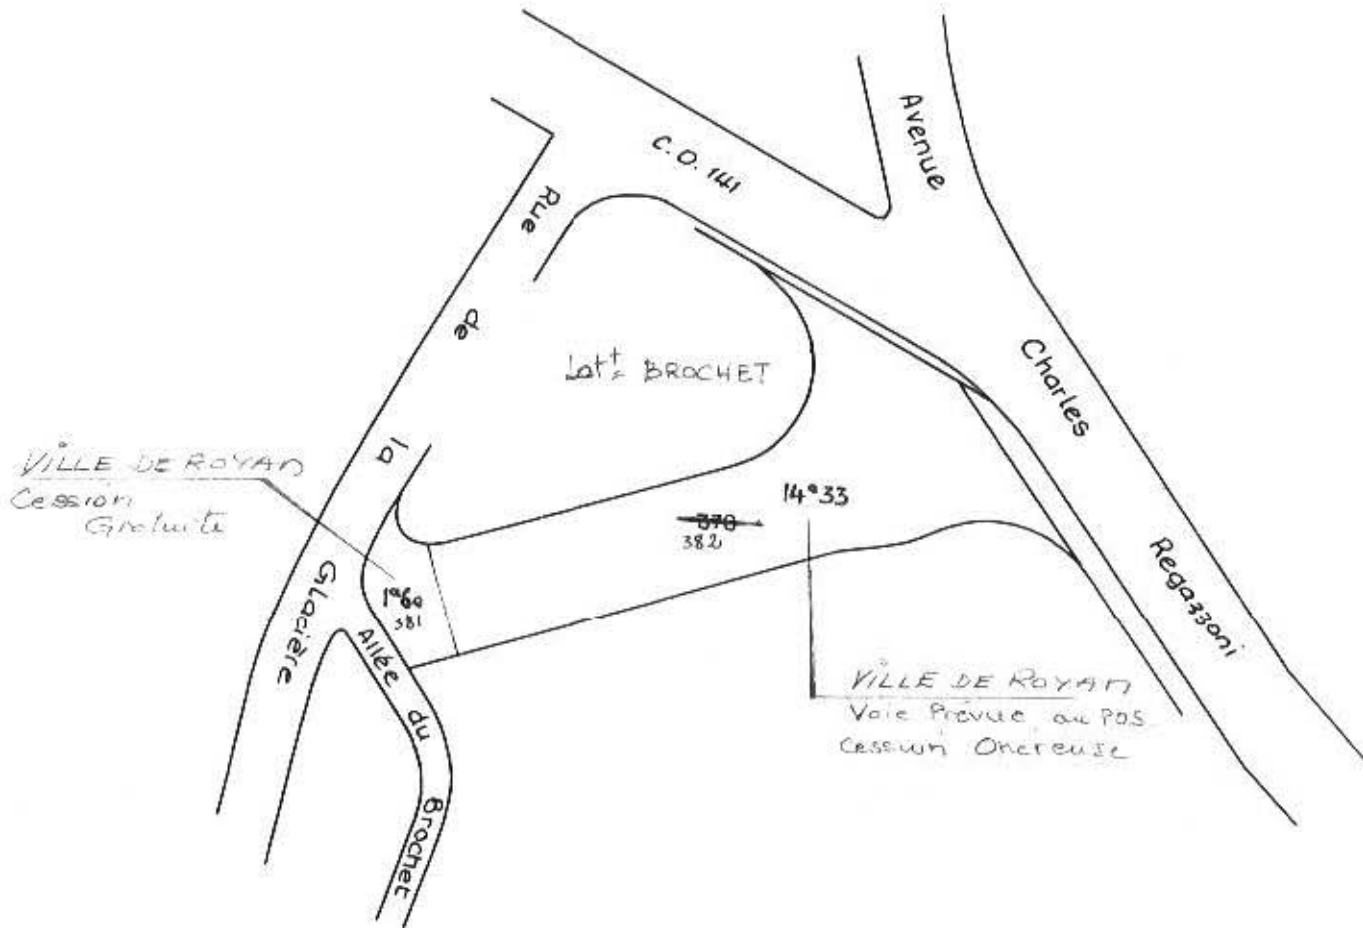 Avenue
Charles
Regazzoni
C.D. 141
Rue
de
la
Glacière
Lott BROCHET
VILLE DE ROYAN
Cession
Gratuite
14ª33
370
382
1ª60
381
Allée
du
Brochet
VILLE DE ROYAN
Voie Prévue au POS
Cession Onéreuse